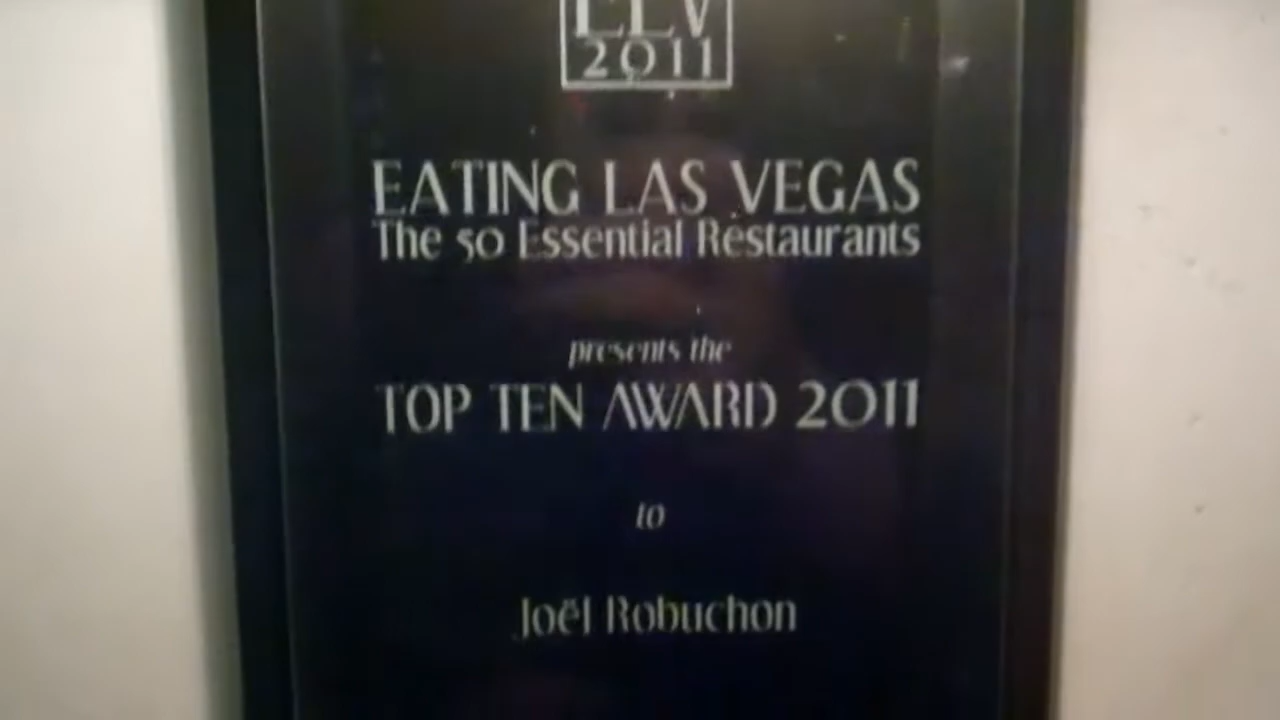 ELV
2011
EATING LAS VEGAS
The 50 Essential Restaurants
presents the
TOP TEN AWARD 2011
to
Joël Robuchon